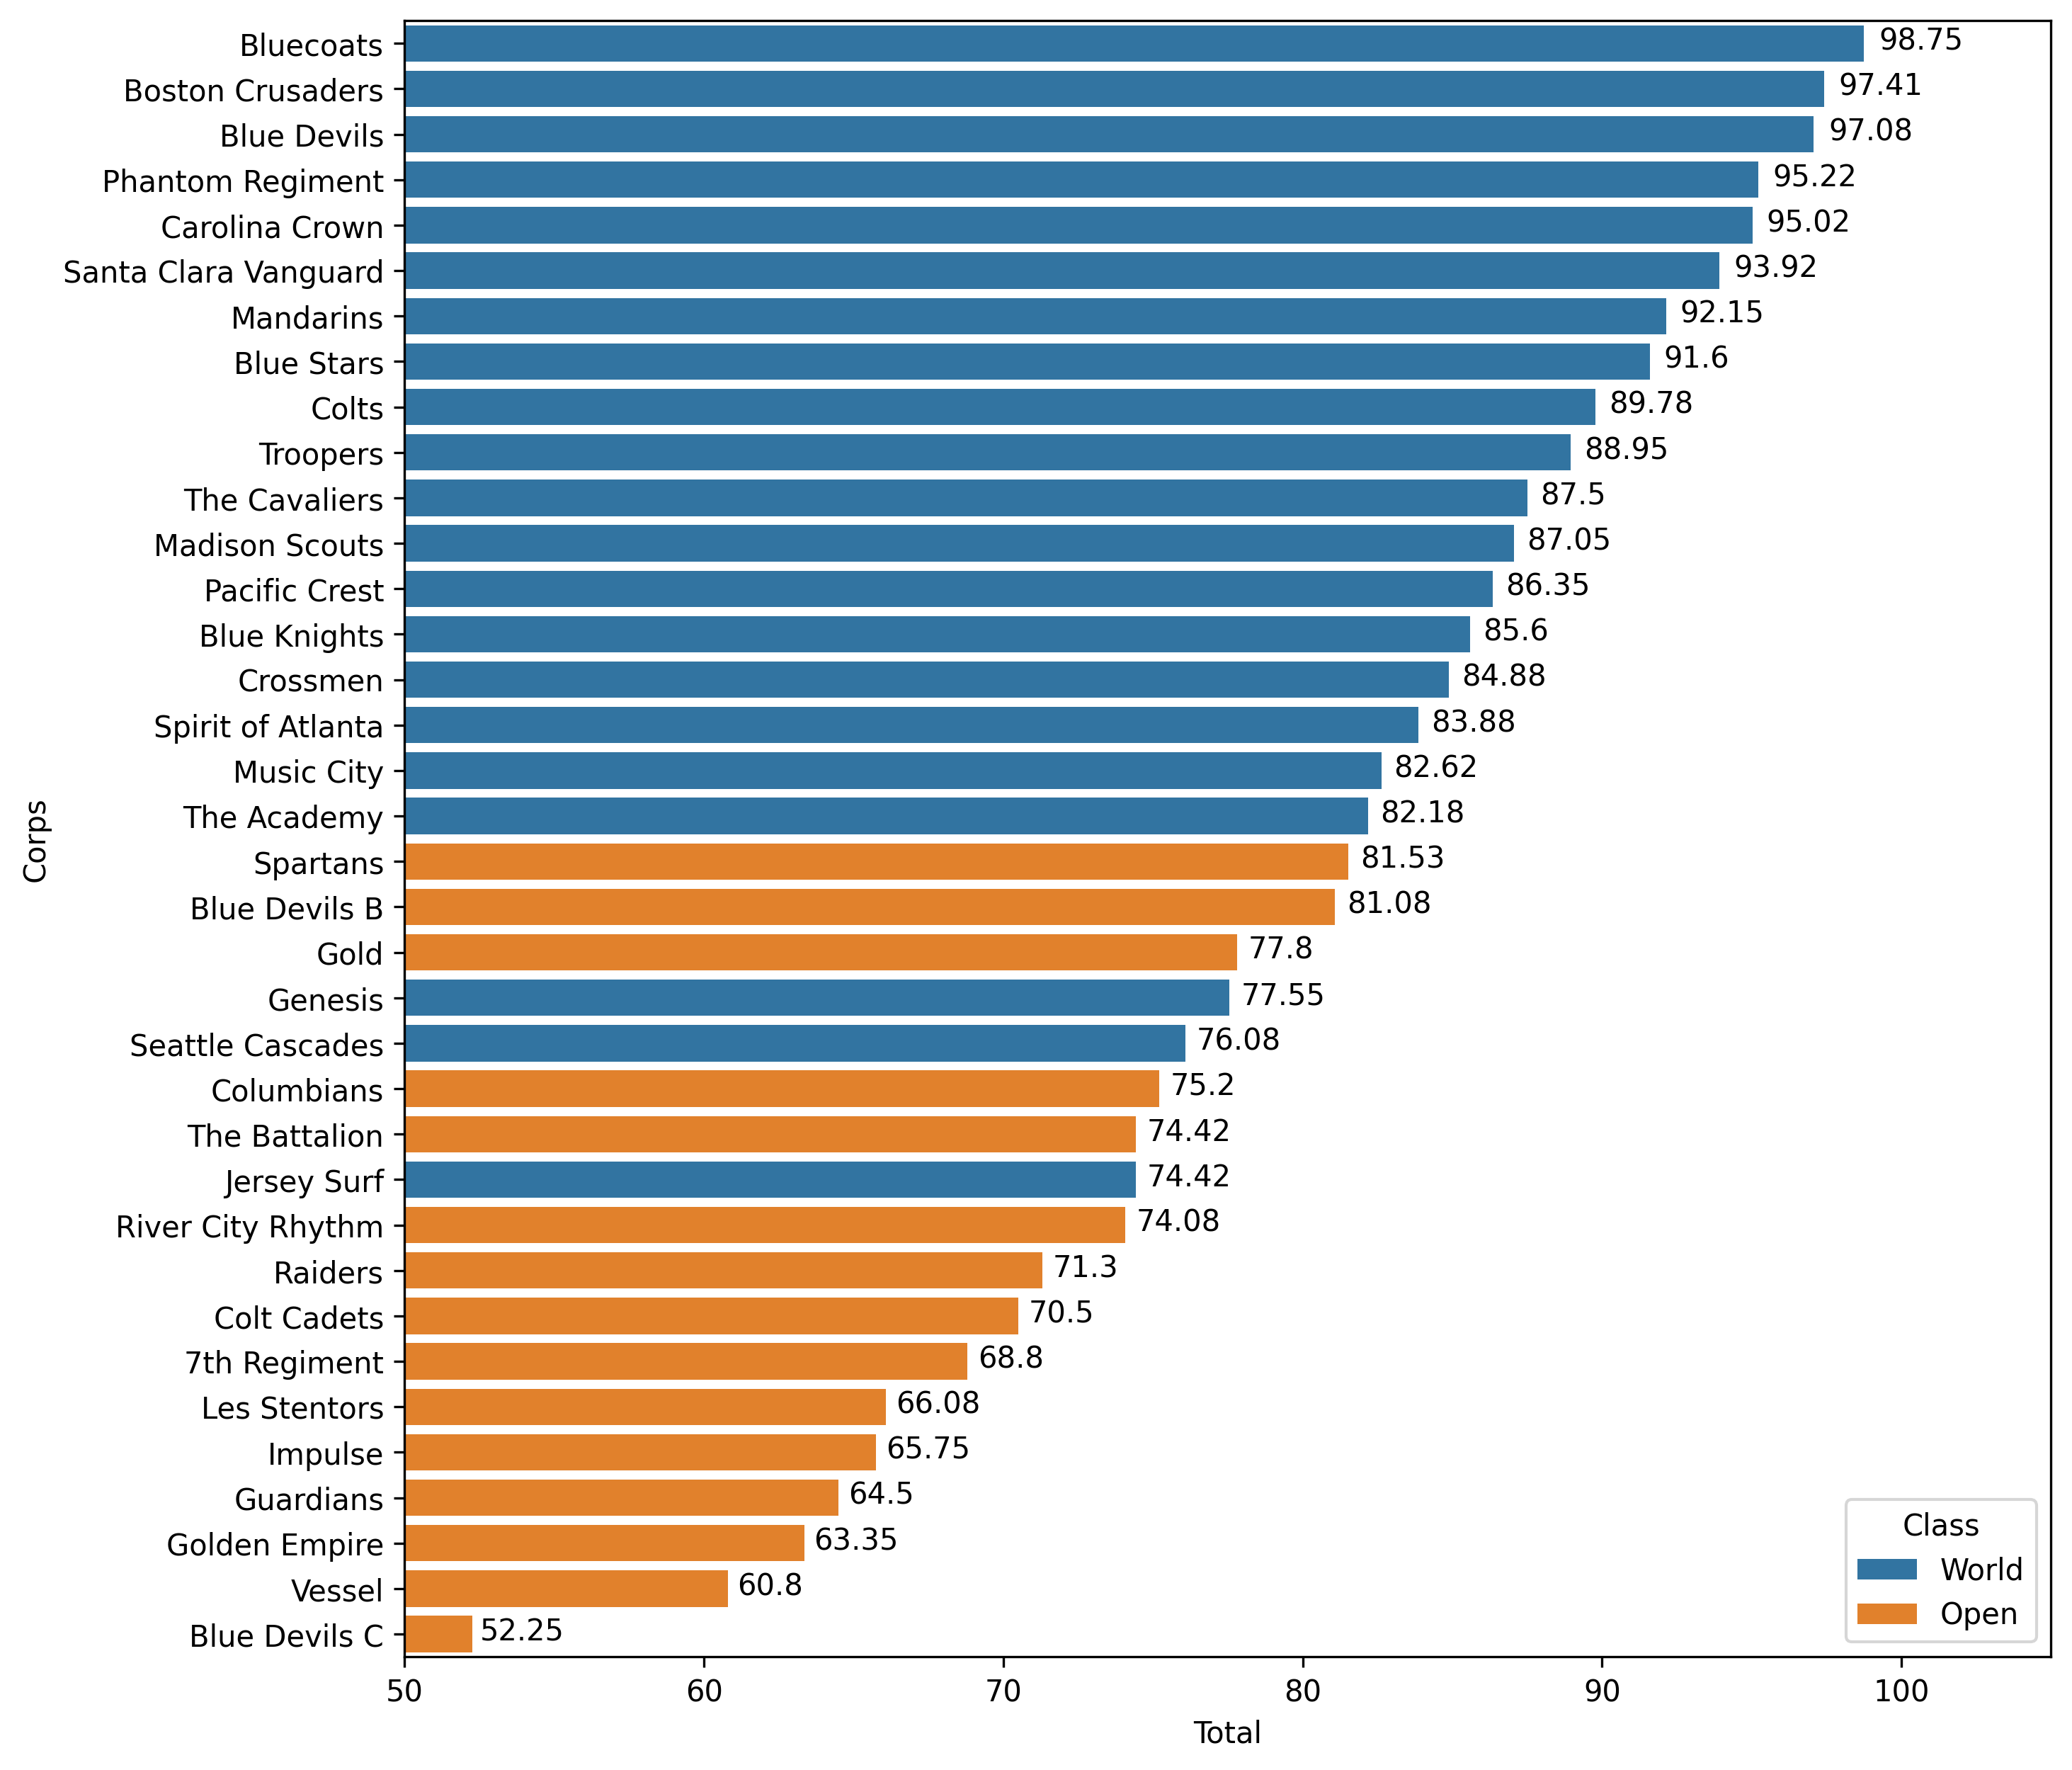 Bluecoats 98.75
Boston Crusaders 97.41
Blue Devils 97.08
Phantom Regiment 95.22
Carolina Crown 95.02
Santa Clara Vanguard 93.92
Mandarins 92.15
Blue Stars 91.6
Colts 89.78
Troopers 88.95
The Cavaliers 87.5
Madison Scouts 87.05
Pacific Crest 86.35
Blue Knights 85.6
Crossmen 84.88
Spirit of Atlanta 83.88
Music City 82.62
The Academy 82.18
Spartans 81.53
Blue Devils B 81.08
Gold 77.8
Genesis 77.55
Seattle Cascades 76.08
Columbians 75.2
The Battalion 74.42
Jersey Surf 74.42
River City Rhythm 74.08
Raiders 71.3
Colt Cadets 70.5
7th Regiment 68.8
Les Stentors 66.08
Impulse 65.75
Guardians 64.5
Golden Empire 63.35
Vessel 60.8
Blue Devils C 52.25
Corps
50 60 70 80 90 100
Total
Class
World
Open